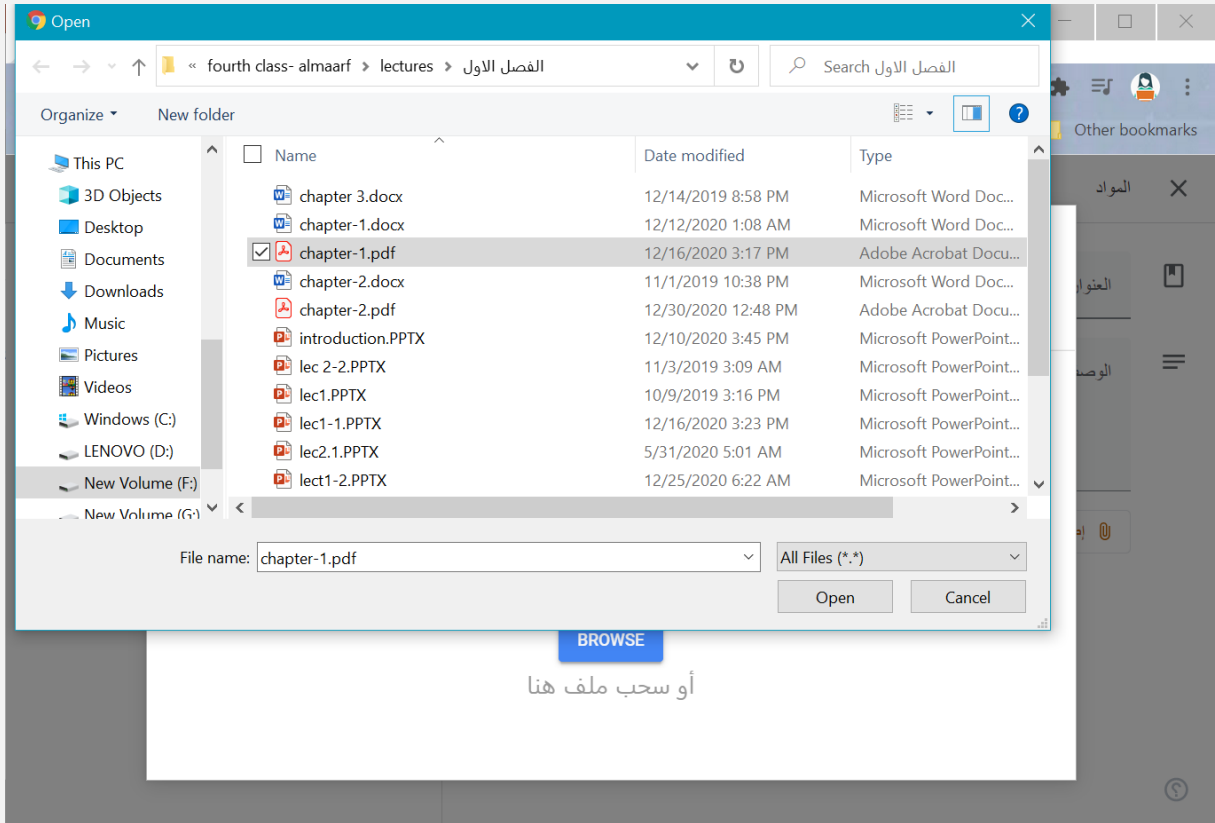 Open
« fourth class- almaarf > lectures > الفصل الاول
Search الفصل الاول
Organize
New folder
Other bookmarks
This PC
3D Objects
Desktop
Documents
Downloads
Music
Pictures
Videos
Windows (C:)
LENOVO (D:)
New Volume (F:)
New Volume (G:)
Name Date modified Type
chapter 3.docx 12/14/2019 8:58 PM Microsoft Word Doc...
chapter-1.docx 12/12/2020 1:08 AM Microsoft Word Doc...
chapter-1.pdf 12/16/2020 3:17 PM Adobe Acrobat Docu...
chapter-2.docx 11/1/2019 10:38 PM Microsoft Word Doc...
chapter-2.pdf 12/30/2020 12:48 PM Adobe Acrobat Docu...
introduction.PPTX 12/10/2020 3:45 PM Microsoft PowerPoint...
lec 2-2.PPTX 11/3/2019 3:09 AM Microsoft PowerPoint...
lec1.PPTX 10/9/2019 3:16 PM Microsoft PowerPoint...
lec1-1.PPTX 12/16/2020 3:23 PM Microsoft PowerPoint...
lec2.1.PPTX 5/31/2020 5:01 AM Microsoft PowerPoint...
lect1-2.PPTX 12/25/2020 6:22 AM Microsoft PowerPoint...
المواد
File name: chapter-1.pdf All Files (*.*)
Open Cancel
BROWSE
أو سحب ملف هنا